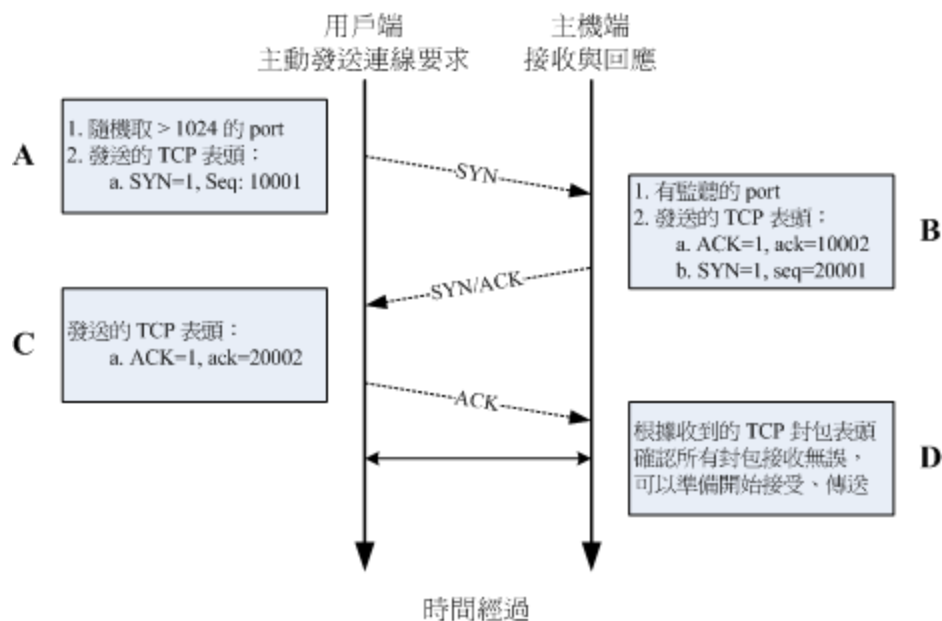 用戶端
主動發送連線要求
主機端
接收與回應
A
1. 隨機取 > 1024 的 port
2. 發送的 TCP 表頭：
a. SYN=1, Seq: 10001
SYN
1. 有監聽的 port
2. 發送的 TCP 表頭：
a. ACK=1, ack=10002
b. SYN=1, seq=20001
B
SYN/ACK
C
發送的 TCP 表頭：
a. ACK=1, ack=20002
ACK
根據收到的 TCP 封包表頭
確認所有封包接收無誤，
可以準備開始接受、傳送
D
時間經過